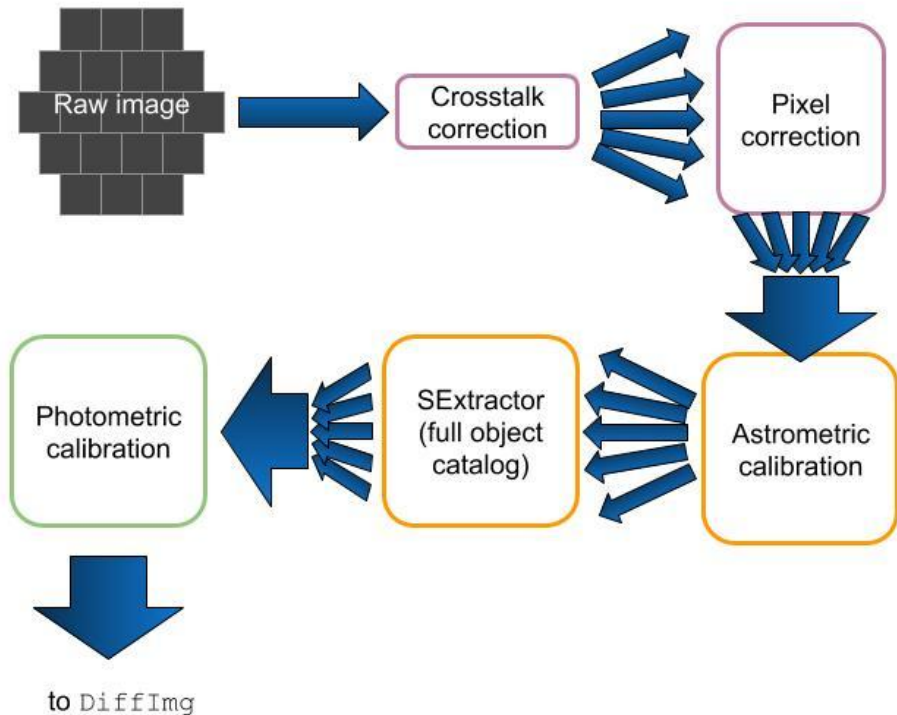 Raw image
Crosstalk
correction
Pixel
correction
Astrometric
calibration
SExtractor
(full object
catalog)
Photometric
calibration
to DiffImg